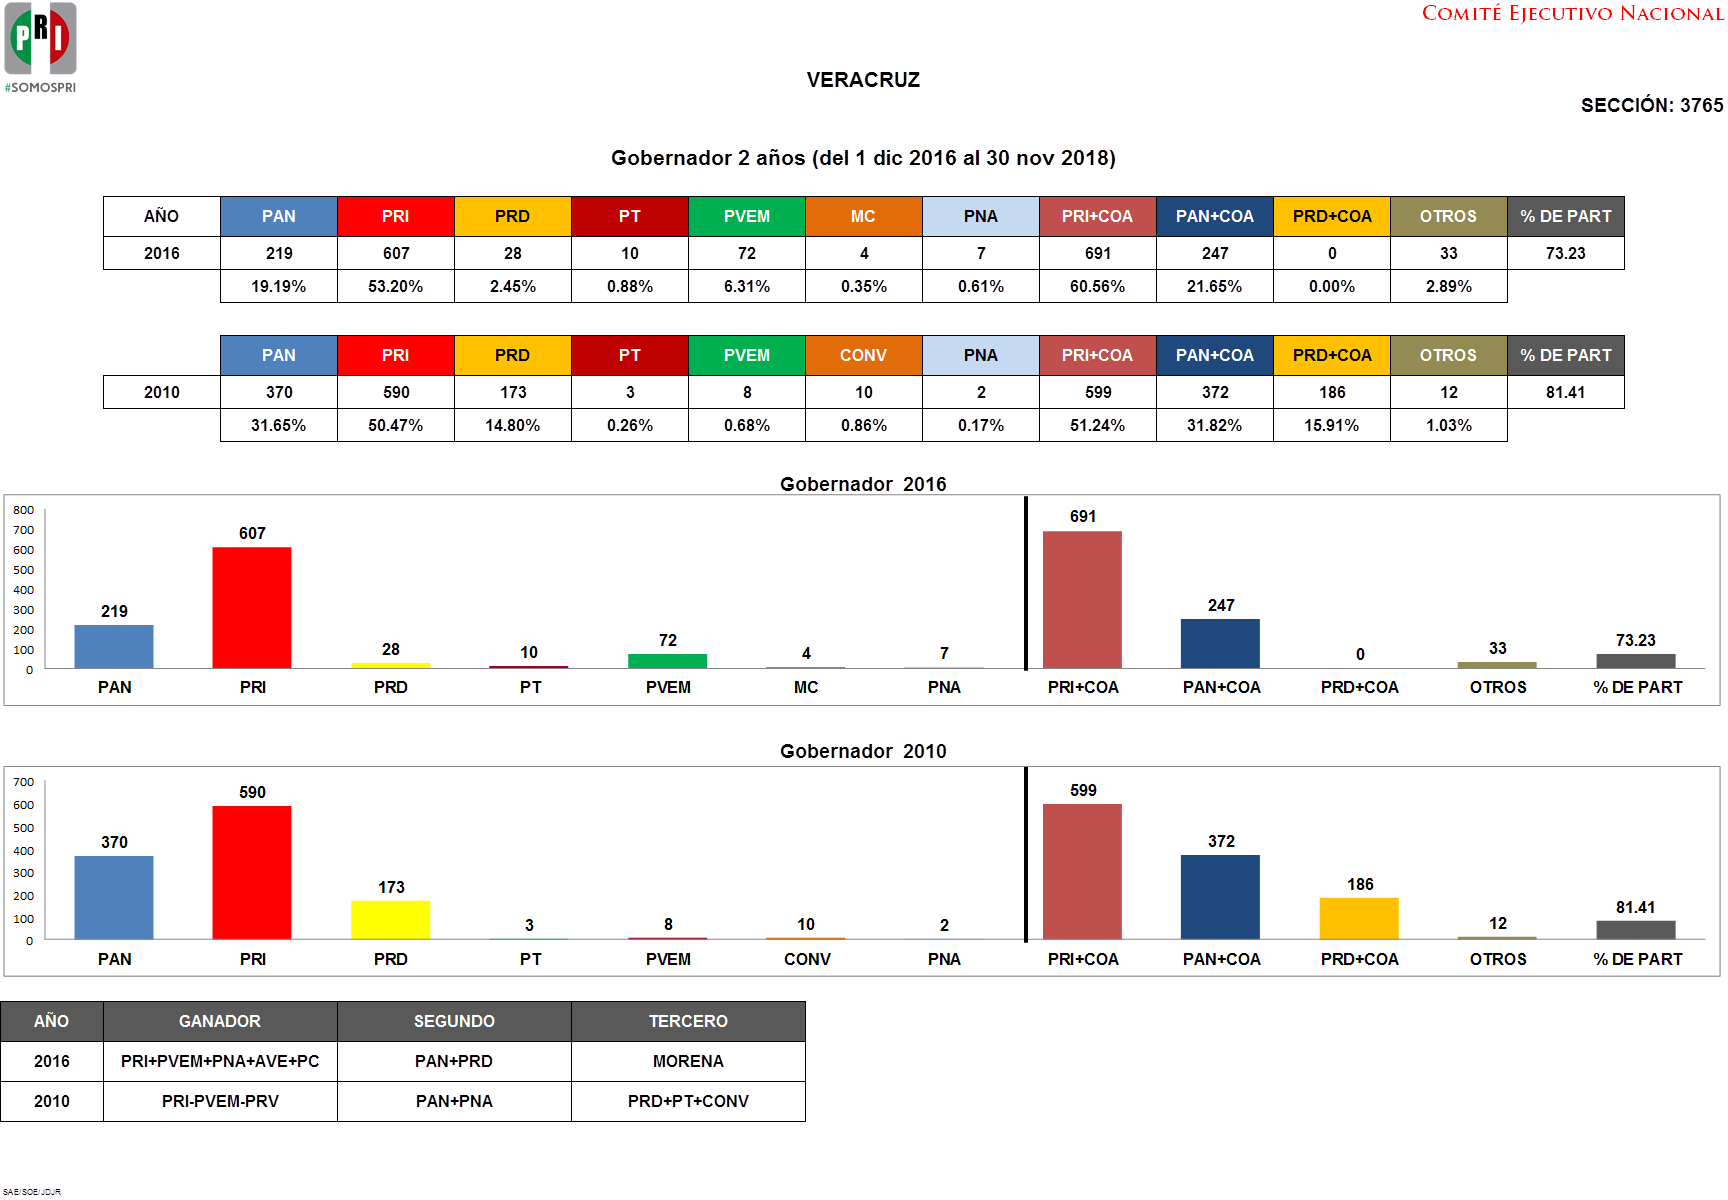 PRI
#SOMOSPRI
COMITÉ EJECUTIVO NACIONAL
VERACRUZ
SECCIÓN: 3765
Gobernador 2 años (del 1 dic 2016 al 30 nov 2018)
AÑO PAN PRI PRD PT PVEM MC PNA PRI+COA PAN+COA PRD+COA OTROS % DE PART
2016 219 607 28 10 72 4 7 691 247 0 33 73.23
19.19% 53.20% 2.45% 0.88% 6.31% 0.35% 0.61% 60.56% 21.65% 0.00% 2.89%
PAN PRI PRD PT PVEM CONV PNA PRI+COA PAN+COA PRD+COA OTROS % DE PART
2010 370 590 173 3 8 10 2 599 372 186 12 81.41
31.65% 50.47% 14.80% 0.26% 0.68% 0.86% 0.17% 51.24% 31.82% 15.91% 1.03%
Gobernador 2016
800
700
600
500
400
300
200
100
0
219 607 28 10 72 4 7 691 247 0 33 73.23
PAN PRI PRD PT PVEM MC PNA PRI+COA PAN+COA PRD+COA OTROS % DE PART
Gobernador 2010
700
600
500
400
300
200
100
0
370 590 173 3 8 10 2 599 372 186 12 81.41
PAN PRI PRD PT PVEM CONV PNA PRI+COA PAN+COA PRD+COA OTROS % DE PART
AÑO GANADOR SEGUNDO TERCERO
2016 PRI+PVEM+PNA+AVE+PC PAN+PRD MORENA
2010 PRI-PVEM-PRV PAN+PNA PRD+PT+CONV
SAE/SOE/JDJR